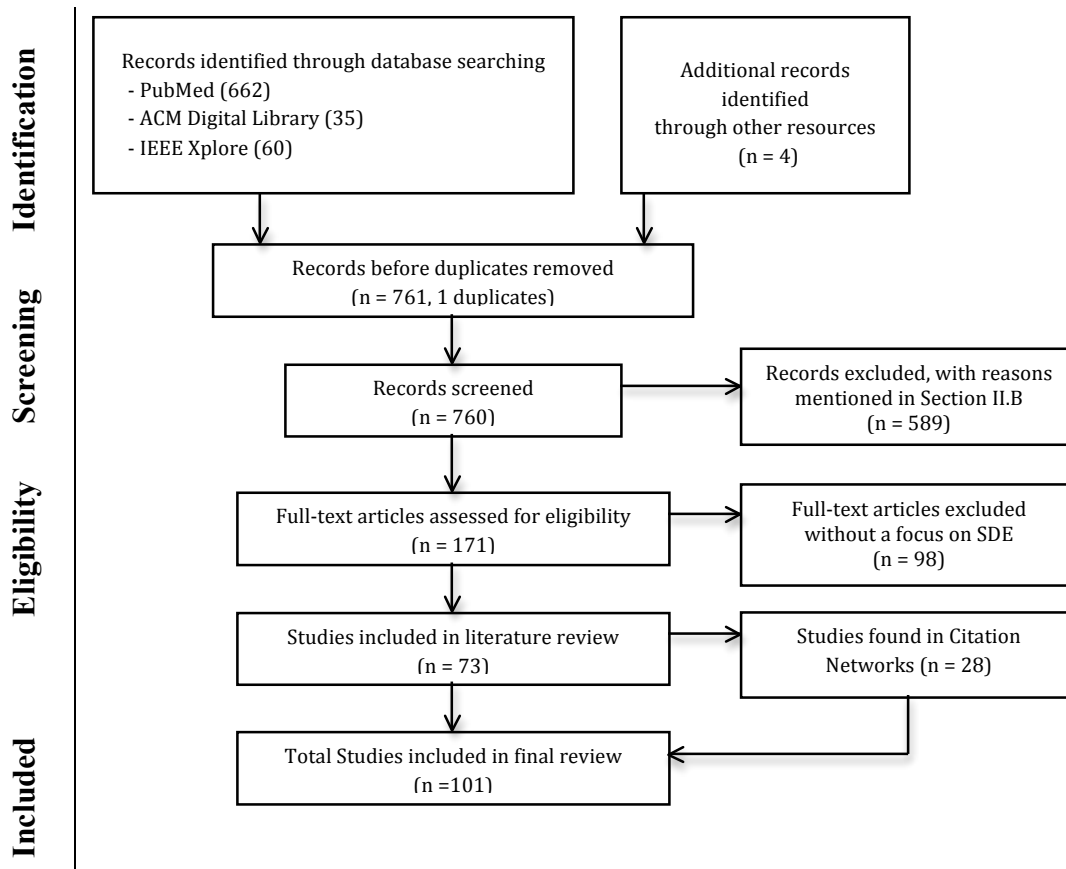 Identification
Records identified through database searching
- PubMed (662)
- ACM Digital Library (35)
- IEEE Xplore (60)
Additional records
identified
through other resources
(n = 4)
Records before duplicates removed
(n = 761, 1 duplicates)
Screening
Records screened
(n = 760)
Records excluded, with reasons
mentioned in Section II.B
(n = 589)
Eligibility
Full-text articles assessed for eligibility
(n = 171)
Full-text articles excluded
without a focus on SDE
(n = 98)
Studies included in literature review
(n = 73)
Studies found in Citation
Networks (n = 28)
Included
Total Studies included in final review
(n =101)